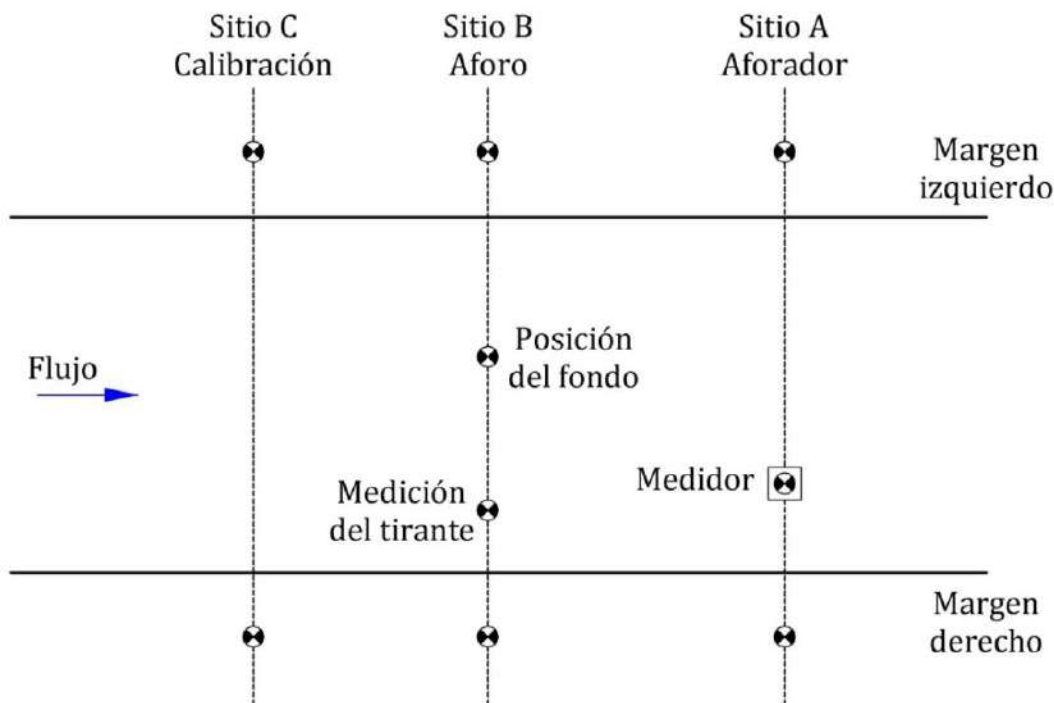 Sitio C
Calibración
Sitio B
Aforo
Sitio A
Aforador
Margen
izquierdo
Flujo
Posición
del fondo
Medición
del tirante
Medidor
Margen
derecho